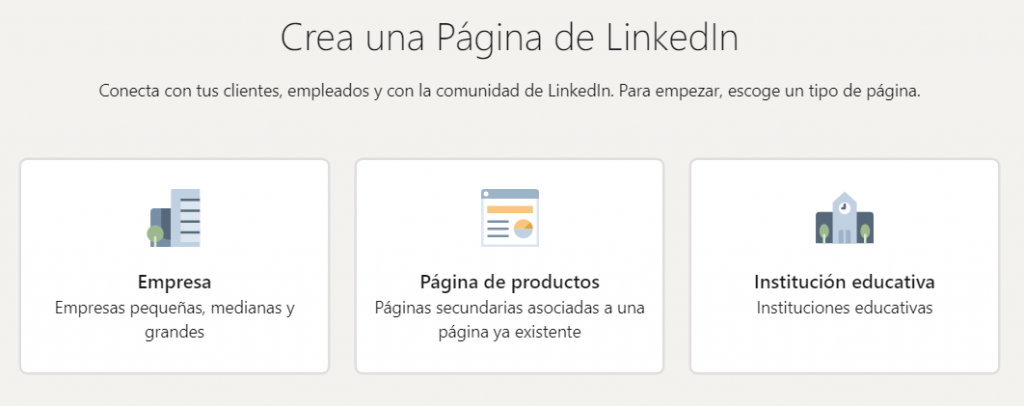 Crea una Página de LinkedIn
Conecta con tus clientes, empleados y con la comunidad de LinkedIn. Para empezar, escoge un tipo de página.
Empresa
Empresas pequeñas, medianas y
grandes
Página de productos
Páginas secundarias asociadas a una
página ya existente
Institución educativa
Instituciones educativas